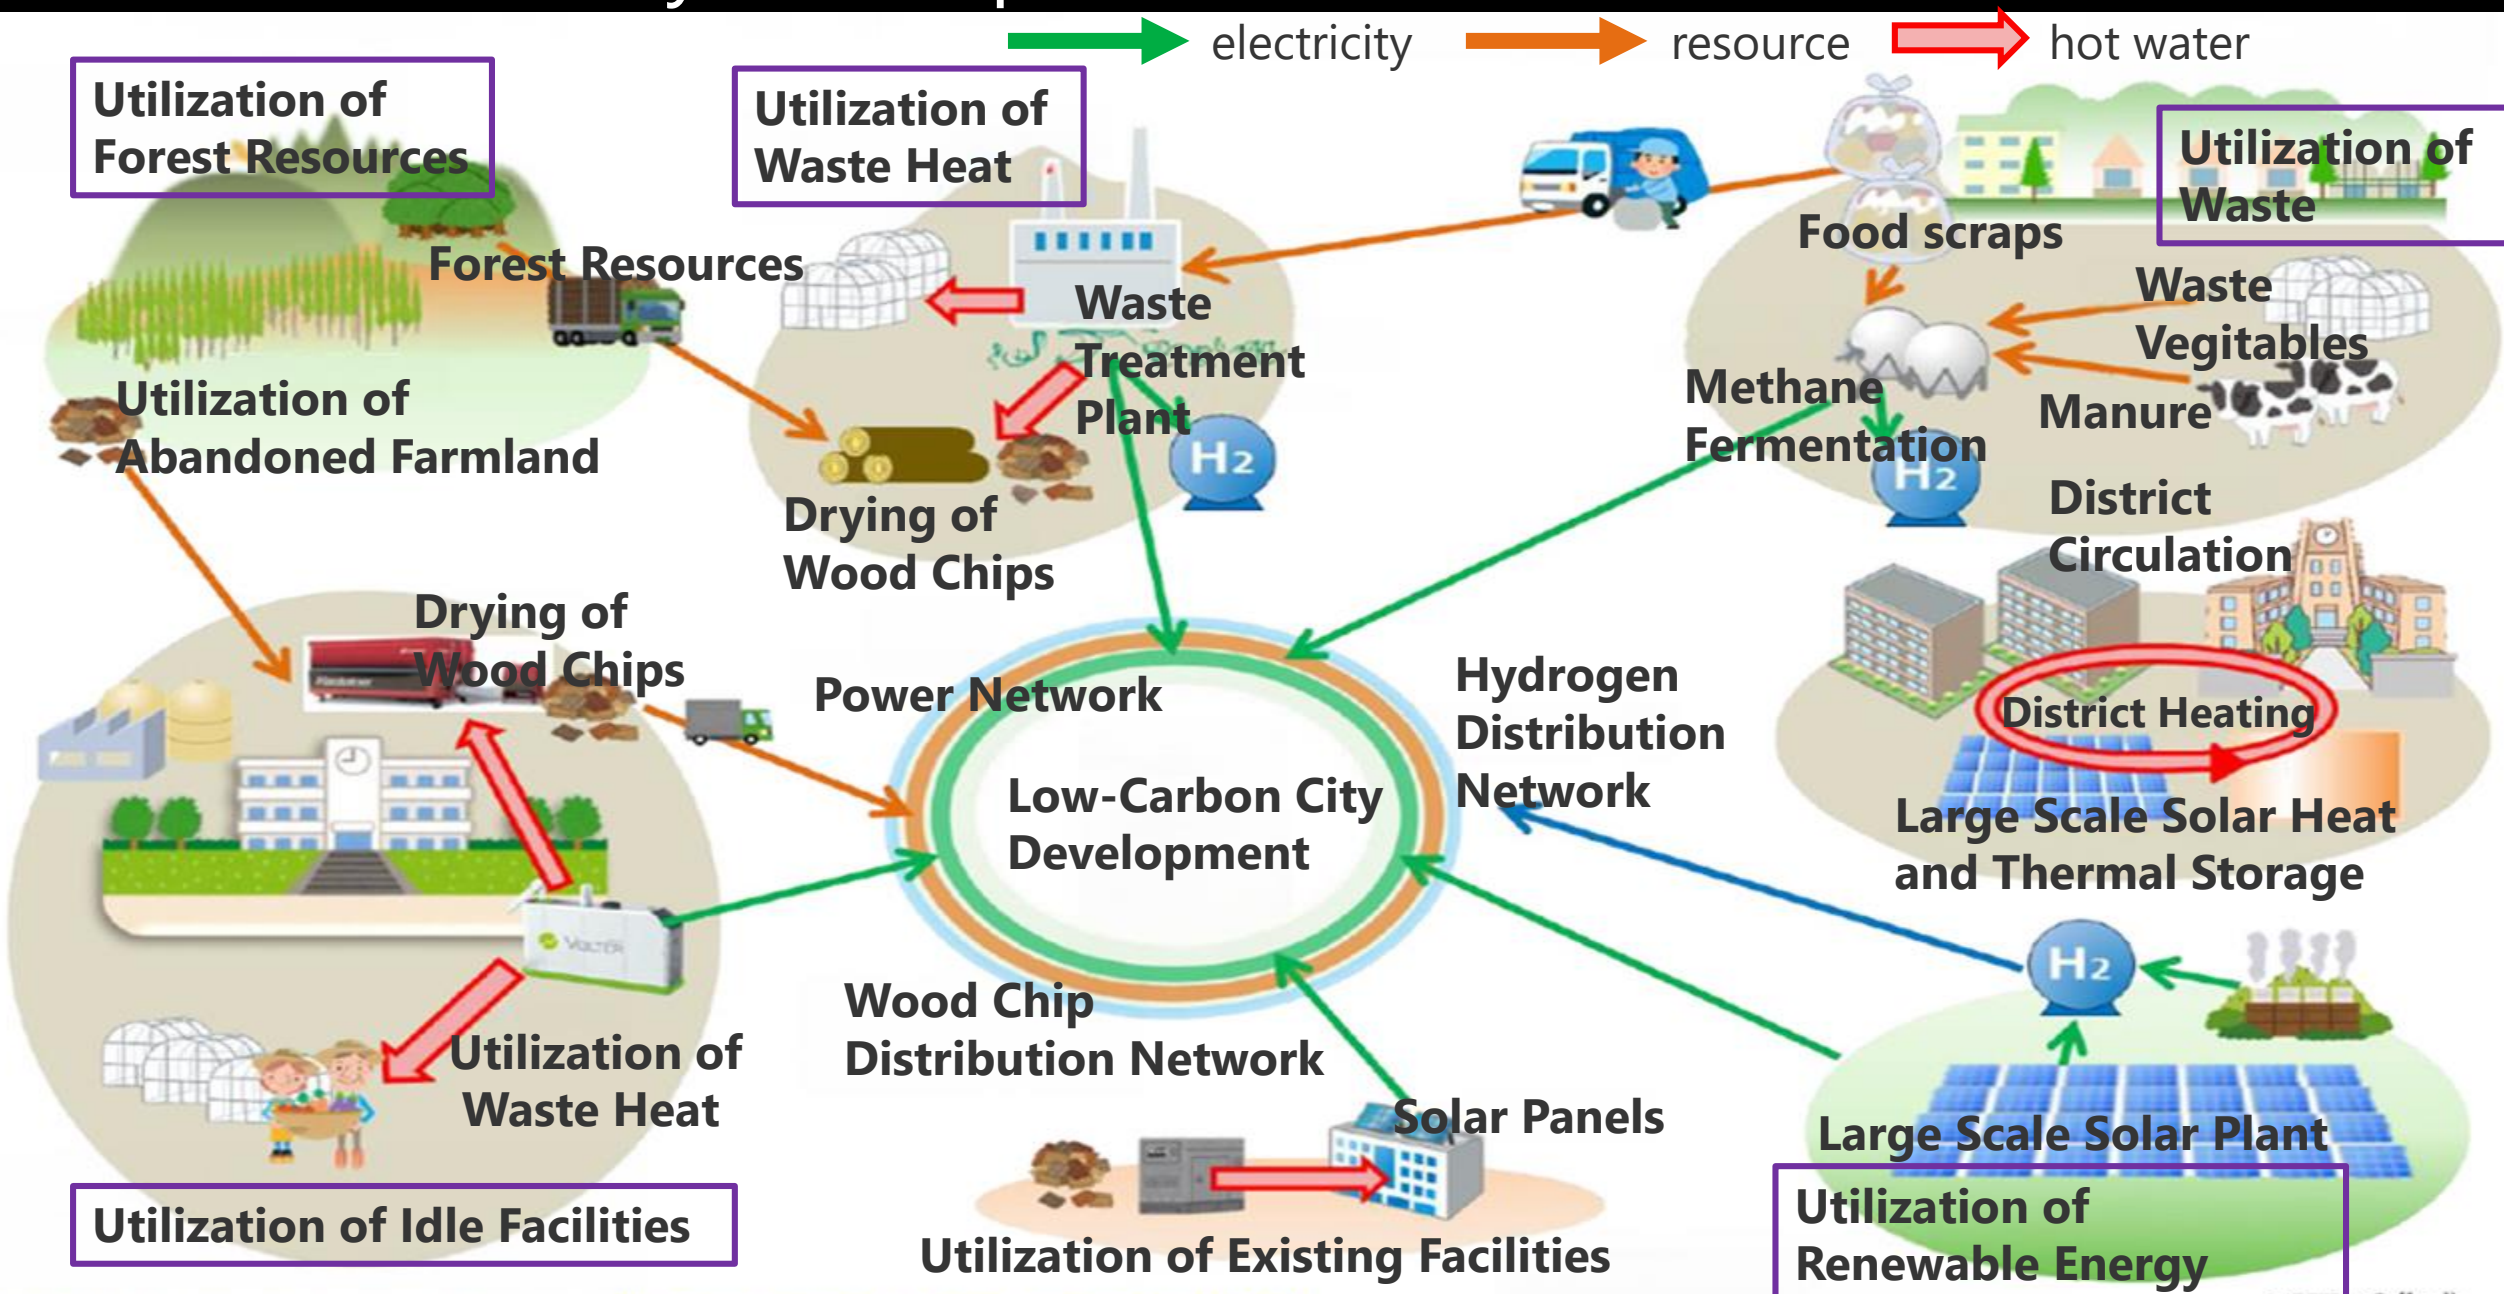 electricity
resource
hot water
Utilization of
Forest Resources
Utilization of
Waste Heat
Utilization of
Waste
Food scraps
Forest Resources
Waste
Vegitables
Waste
Treatment
Plant
Methane
Fermentation
Manure
Utilization of
Abandoned Farmland
H2
H2
Drying of
Wood Chips
District
Circulation
Drying of
Wood Chips
Power Network
Hydrogen
Distribution
Network
District Heating
Low-Carbon City
Development
Large Scale Solar Heat
and Thermal Storage
VOLTER
H2
Wood Chip
Distribution Network
Utilization of
Waste Heat
Solar Panels
Large Scale Solar Plant
Utilization of Idle Facilities
Utilization of Existing Facilities
Utilization of
Renewable Energy